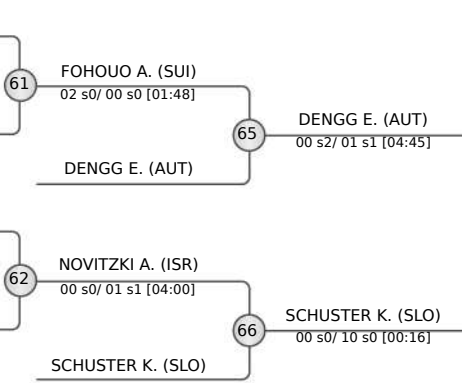 61
FOHOUO A. (SUI)
02 s0/ 00 s0 [01:48]
65
DENGG E. (AUT)
00 s2/ 01 s1 [04:45]
DENGG E. (AUT)
62
NOVITZKI A. (ISR)
00 s0/ 01 s1 [04:00]
66
SCHUSTER K. (SLO)
00 s0/ 10 s0 [00:16]
SCHUSTER K. (SLO)